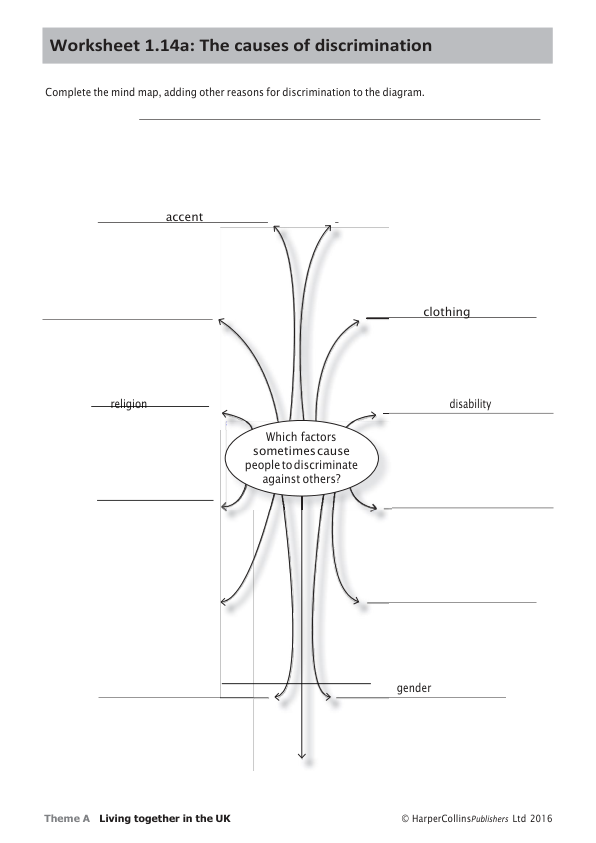 Worksheet 1.14a: The causes of discrimination
Complete the mind map, adding other reasons for discrimination to the diagram.
accent
clothing
religion
disability
Which factors
sometimes cause
people to discriminate
against others?
gender
Theme A Living together in the UK
© HarperCollinsPublishers Ltd 2016